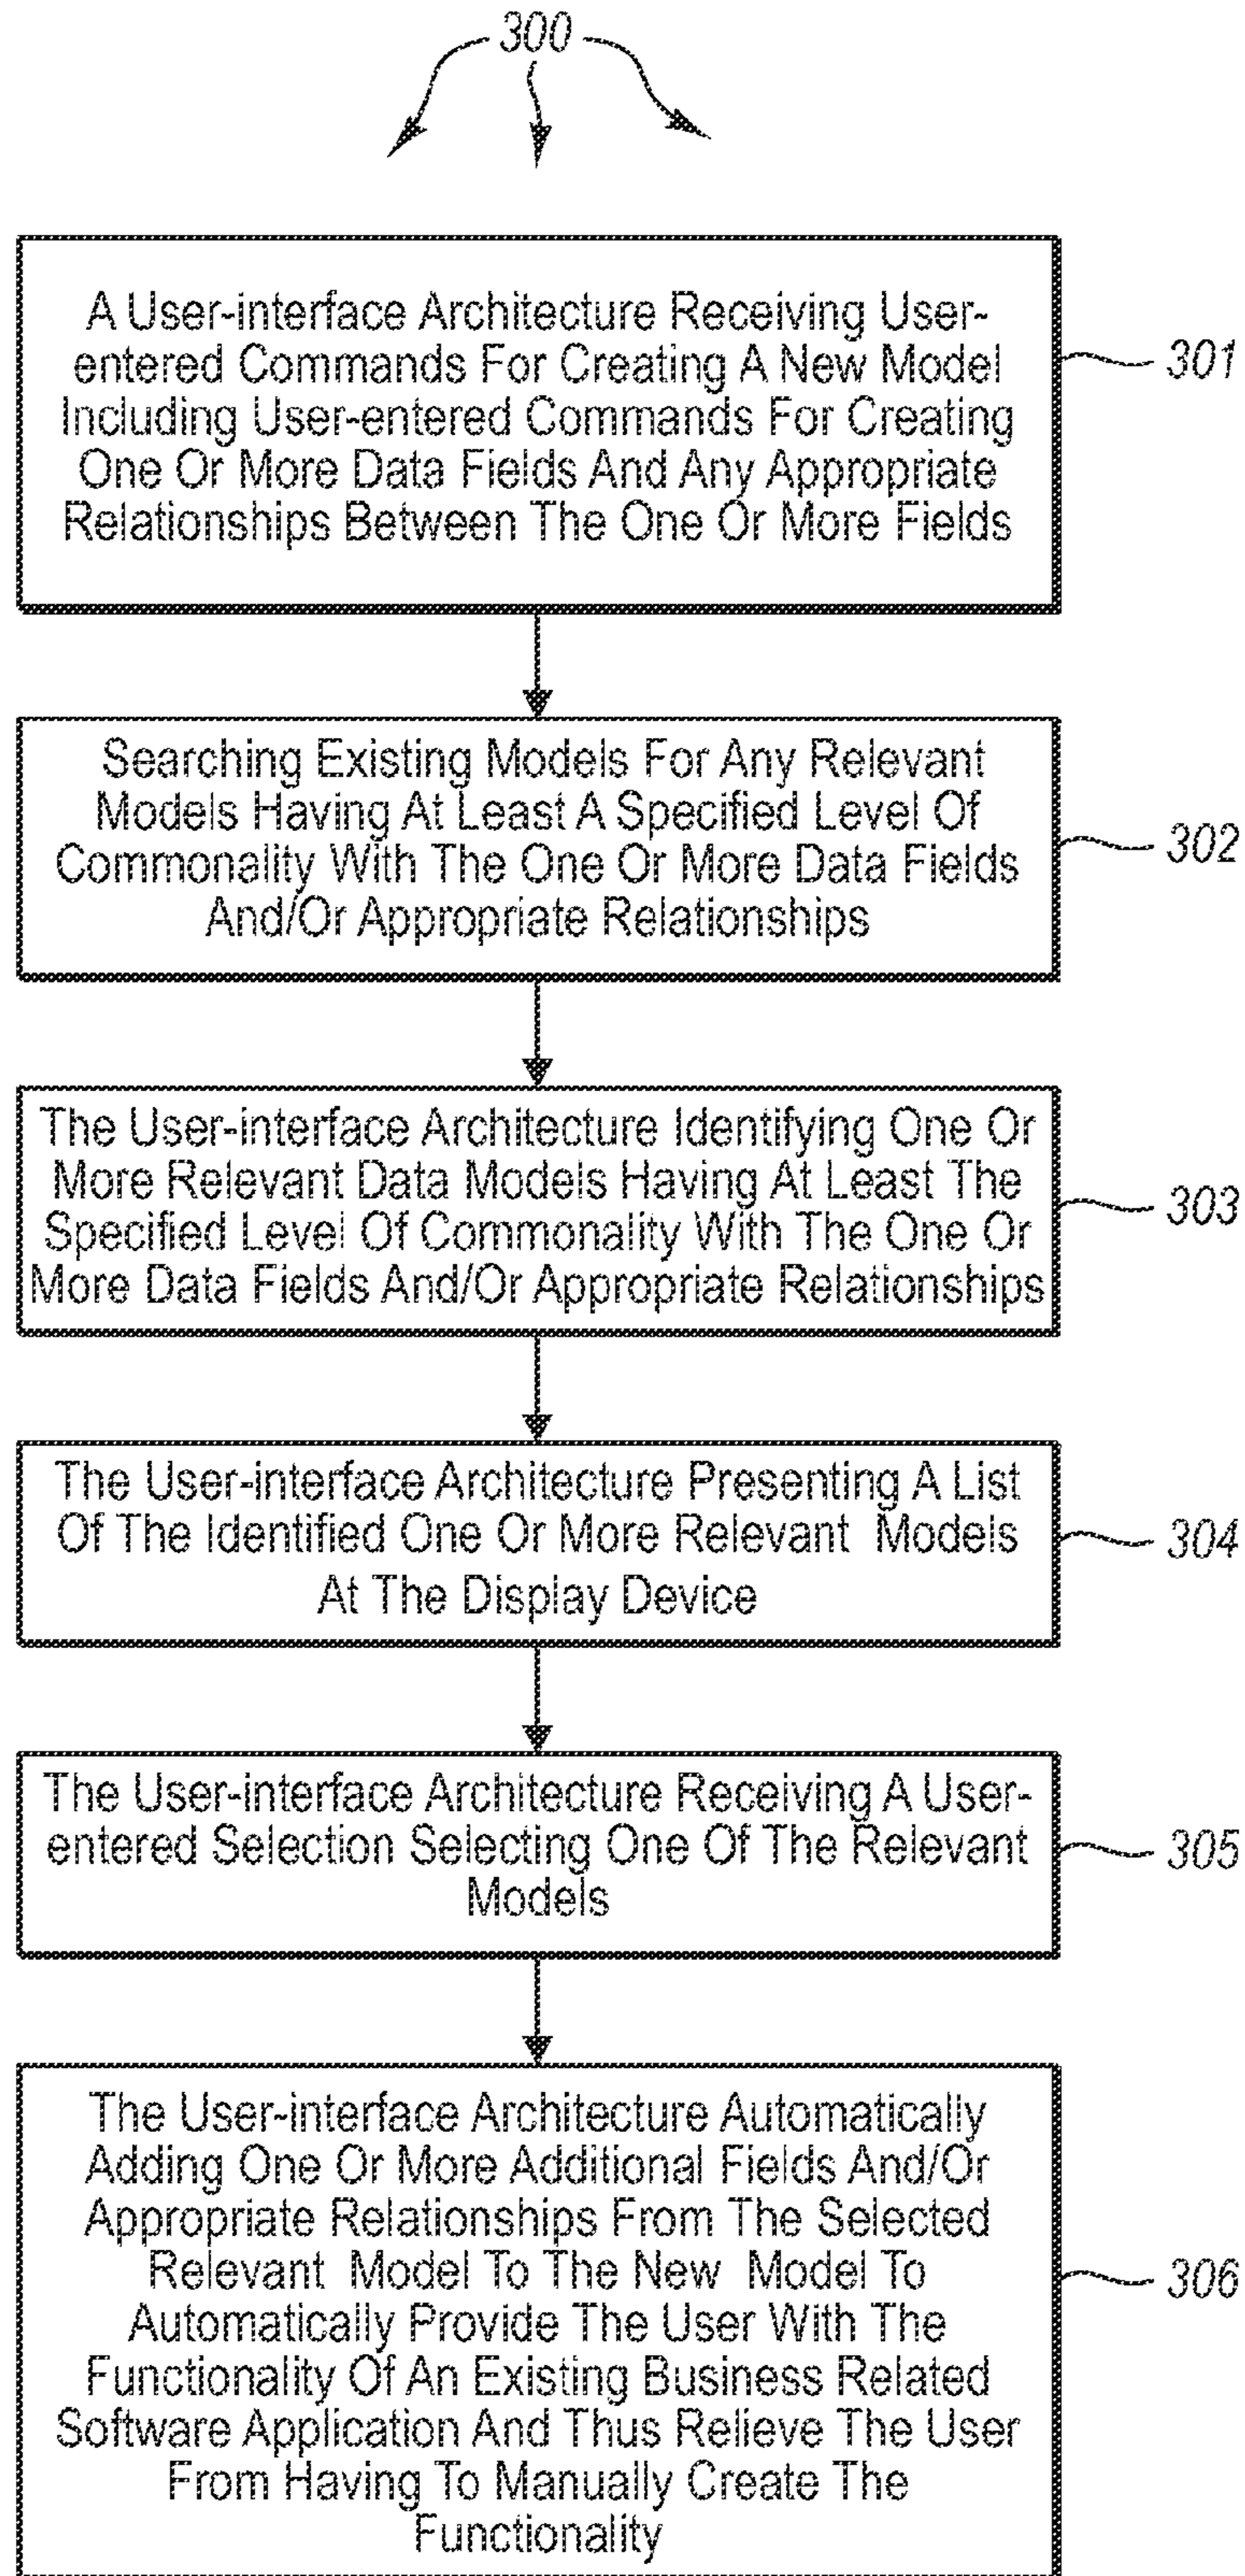 300
A User-interface Architecture Receiving User-
entered Commands For Creating A New Model
Including User-entered Commands For Creating
One Or More Data Fields And Any Appropriate
Relationships Between The One Or More Fields
301
Searching Existing Models For Any Relevant
Models Having At Least A Specified Level Of
Commonality With The One Or More Data Fields
And/Or Appropriate Relationships
302
The User-interface Architecture Identifying One Or
More Relevant Data Models Having At Least The
Specified Level Of Commonality With The One Or
More Data Fields And/Or Appropriate Relationships
303
The User-interface Architecture Presenting A List
Of The Identified One Or More Relevant Models
At The Display Device
304
The User-interface Architecture Receiving A User-
entered Selection Selecting One Of The Relevant
Models
305
The User-interface Architecture Automatically
Adding One Or More Additional Fields And/Or
Appropriate Relationships From The Selected
Relevant Model To The New Model To
Automatically Provide The User With The
Functionality Of An Existing Business Related
Software Application And Thus Relieve The User
From Having To Manually Create The
Functionality
306